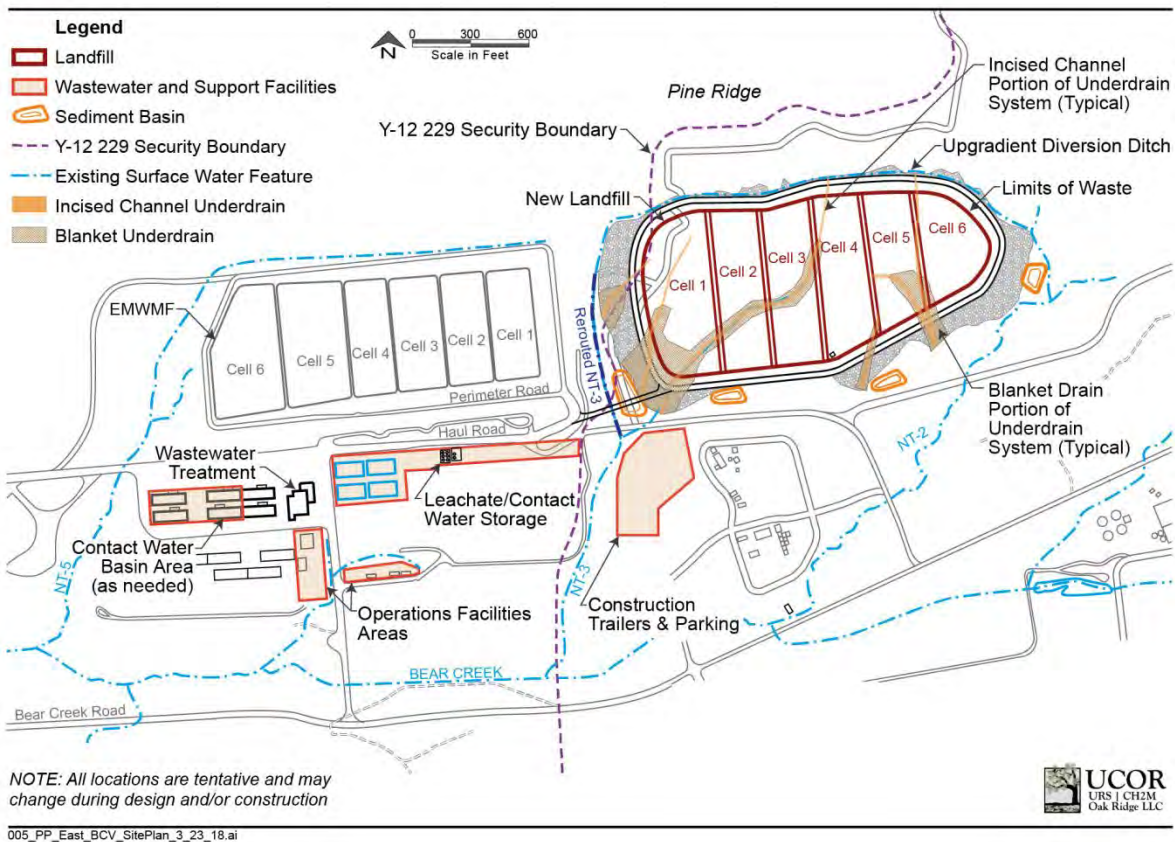 Legend
Landfill
Wastewater and Support Facilities
Sediment Basin
Y-12 229 Security Boundary
Existing Surface Water Feature
Incised Channel Underdrain
Blanket Underdrain
N
0 300 600
Scale in Feet
Pine Ridge
Y-12 229 Security Boundary
Incised Channel
Portion of Underdrain
System (Typical)
Upgradient Diversion Ditch
New Landfill
Limits of Waste
Cell 1
Cell 2
Cell 3
Cell 4
Cell 5
Cell 6
EMWMF
Cell 6
Cell 5
Cell 4
Cell 3
Cell 2
Cell 1
Rerouted NT-3
Perimeter Road
Haul Road
Blanket Drain
Portion of
Underdrain
System (Typical)
NT-2
Wastewater
Treatment
Leachate/Contact
Water Storage
Contact Water
Basin Area
(as needed)
NT-5
Operations Facilities
Areas
NT-3
Construction
Trailers & Parking
BEAR CREEK
Bear Creek Road
NOTE: All locations are tentative and may
change during design and/or construction
UCOR
URS | CH2M
Oak Ridge LLC
005_PP_East_BCV_SitePlan_3_23_18.ai